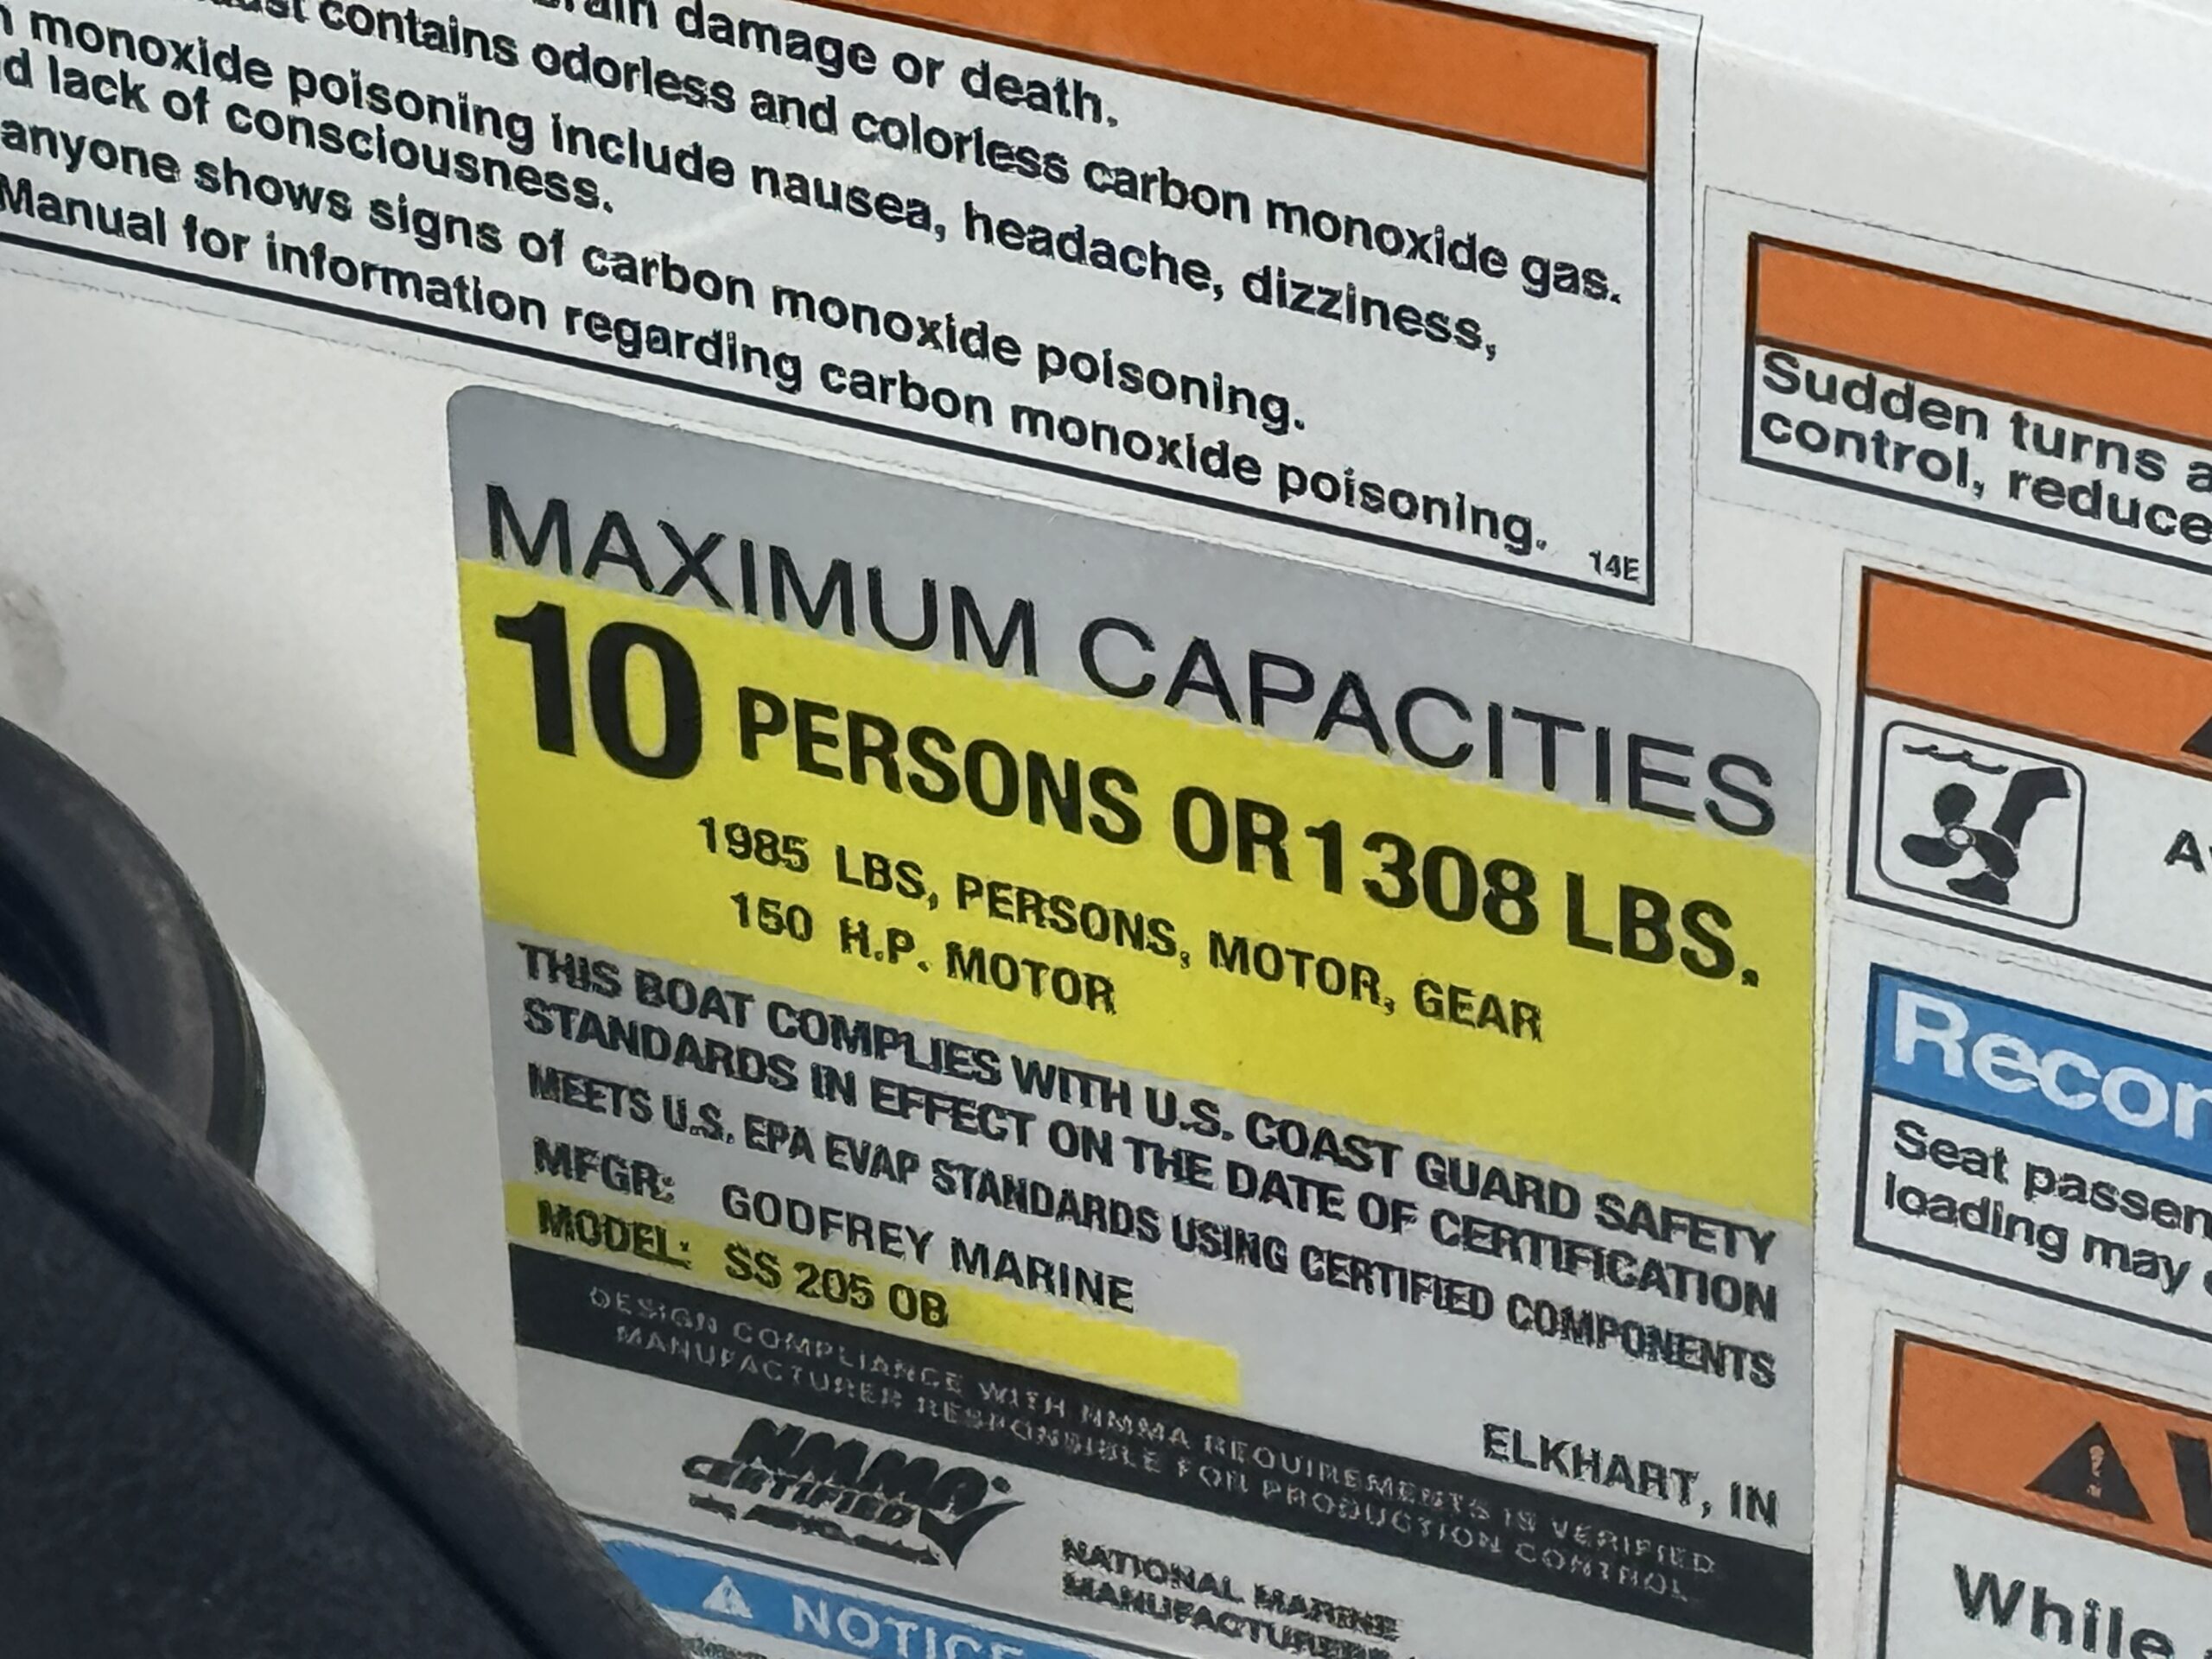 damage or death.
contains odorless and colorless carbon monoxide gas.
monoxide poisoning include nausea, headache, dizziness,
lack of consciousness.
anyone shows signs of carbon monoxide poisoning.
Manual for information regarding carbon monoxide poisoning.
14E
Sudden turns
control, reduce
MAXIMUM CAPACITIES
10 PERSONS OR 1308 LBS.
1985 LBS, PERSONS, MOTOR, GEAR
150 H.P. MOTOR
THIS BOAT COMPLIES WITH U.S. COAST GUARD SAFETY
STANDARDS IN EFFECT ON THE DATE OF CERTIFICATION
MEETS U.S. EPA EVAP STANDARDS USING CERTIFIED COMPONENTS
MFGR: GODFREY MARINE
ELKHART, IN
MODEL: SS 205 OB
DESIGN COMPLIANCE WITH NMMA REQUIREMENTS IS VERIFIED
MANUFACTURER RESPONSIBLE FOR PRODUCTION CONTROL
NMMA
CERTIFIED
NATIONAL MARINE
MANUFACTURERS
NOTICE
Seat
loading may
While